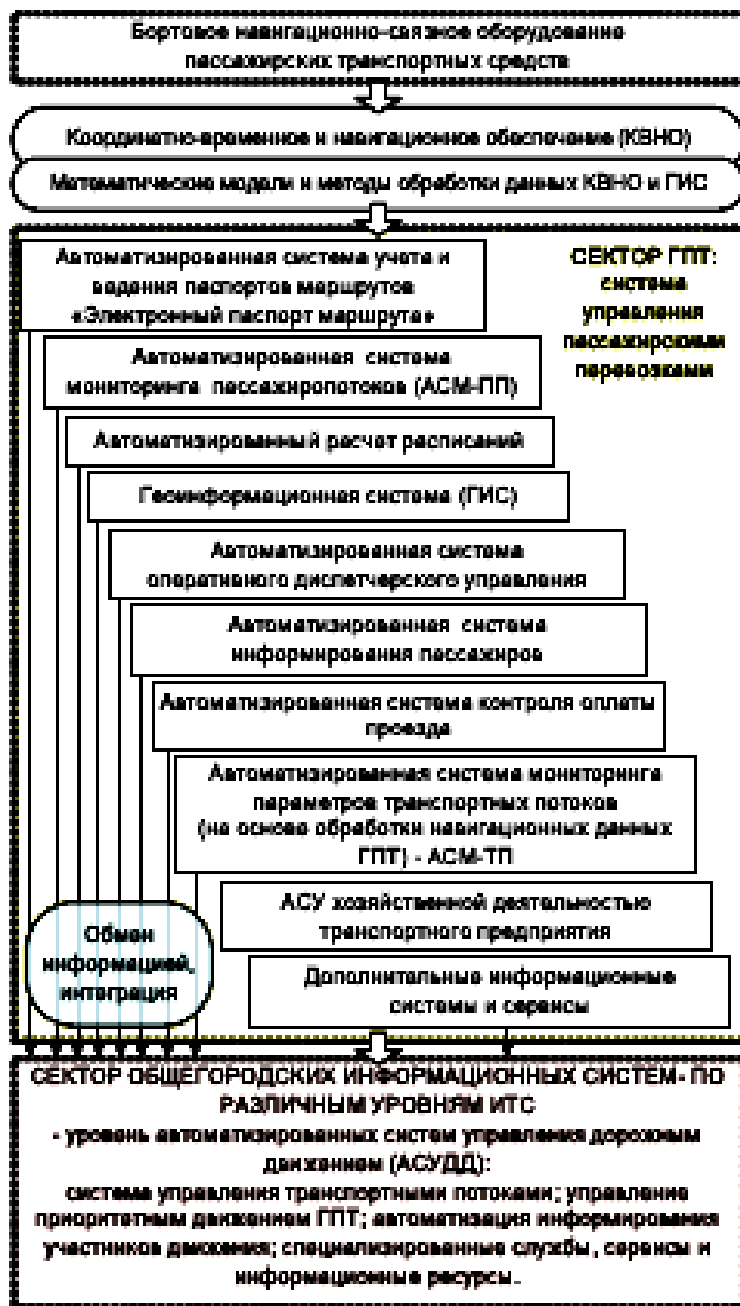 Бортовое навигационно-связное оборудование
пассажирских транспортных средств
Координатно-временное и навигационное обеспечение (КВНО)
Математические модели и методы обработки данных КВНО и ГИС
Автоматизированная система учета и
ведения паспортов маршрутов
«Электронный паспорт маршрута»
СЕКТОР ГПТ:
система
управления
пассажирскими
перевозками
Автоматизированная система
мониторинга пассажиропотоков (АСМ-ПП)
Автоматизированный расчет расписаний
Геоинформационная система (ГИС)
Автоматизированная система
оперативного диспетчерского управления
Автоматизированная система
информирования пассажиров
Автоматизированная система контроля оплаты
проезда
Автоматизированная система мониторинга
параметров транспортных потоков
(на основе обработки навигационных данных
ГПТ) - АСМ-ТП
АСУ хозяйственной деятельностью
транспортного предприятия
Обмен
информацией,
интеграция
Дополнительные информационные
системы и сервисы
СЕКТОР ОБЩЕГОРОДСКИХ ИНФОРМАЦИОННЫХ СИСТЕМ- ПО
РАЗЛИЧНЫМ УРОВНЯМ ИТС
- уровень автоматизированных систем управления дорожным
движением (АСУДД):
система управления транспортными потоками; управление
приоритетным движением ГПТ; автоматизация информирования
участников движения; специализированные службы, сервисы и
информационные ресурсы.